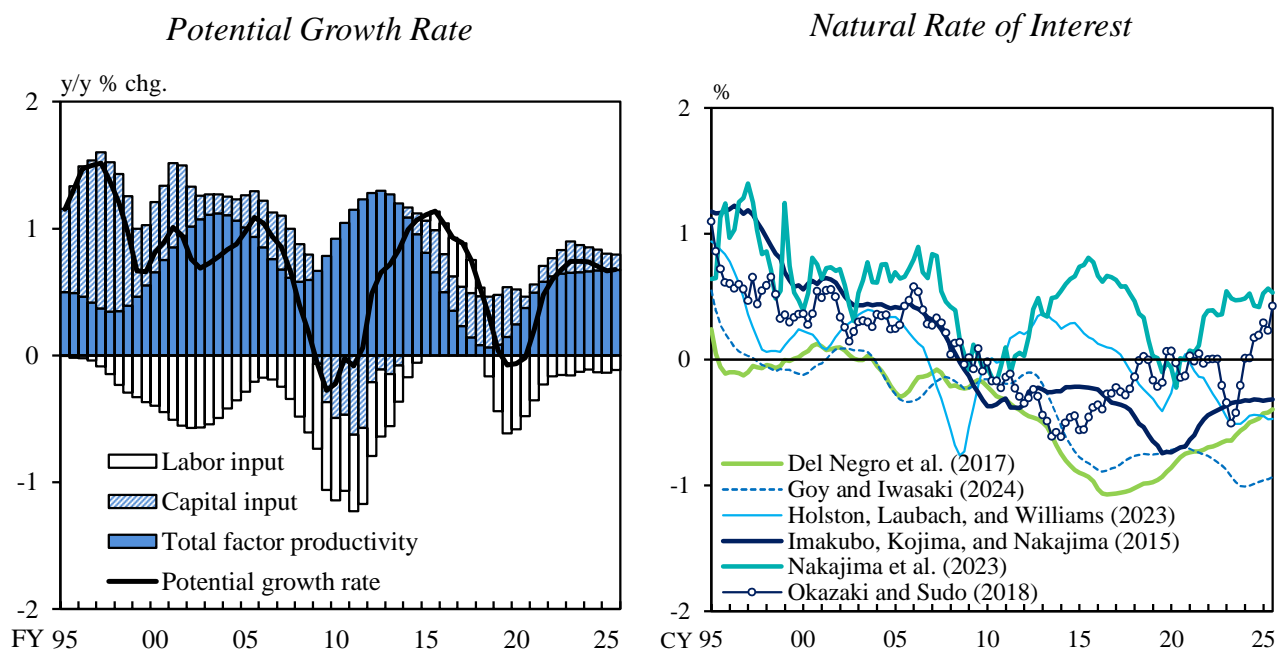 Potential Growth Rate
y/y % chg.
2
1
0
-1
-2
Labor input
Capital input
Total factor productivity
Potential growth rate
FY 95 00 05 10 15 20 25
Natural Rate of Interest
%
2
1
0
-1
-2
Del Negro et al. (2017)
Goy and Iwasaki (2024)
Holston, Laubach, and Williams (2023)
Imakubo, Kojima, and Nakajima (2015)
Nakajima et al. (2023)
Okazaki and Sudo (2018)
CY 95 00 05 10 15 20 25